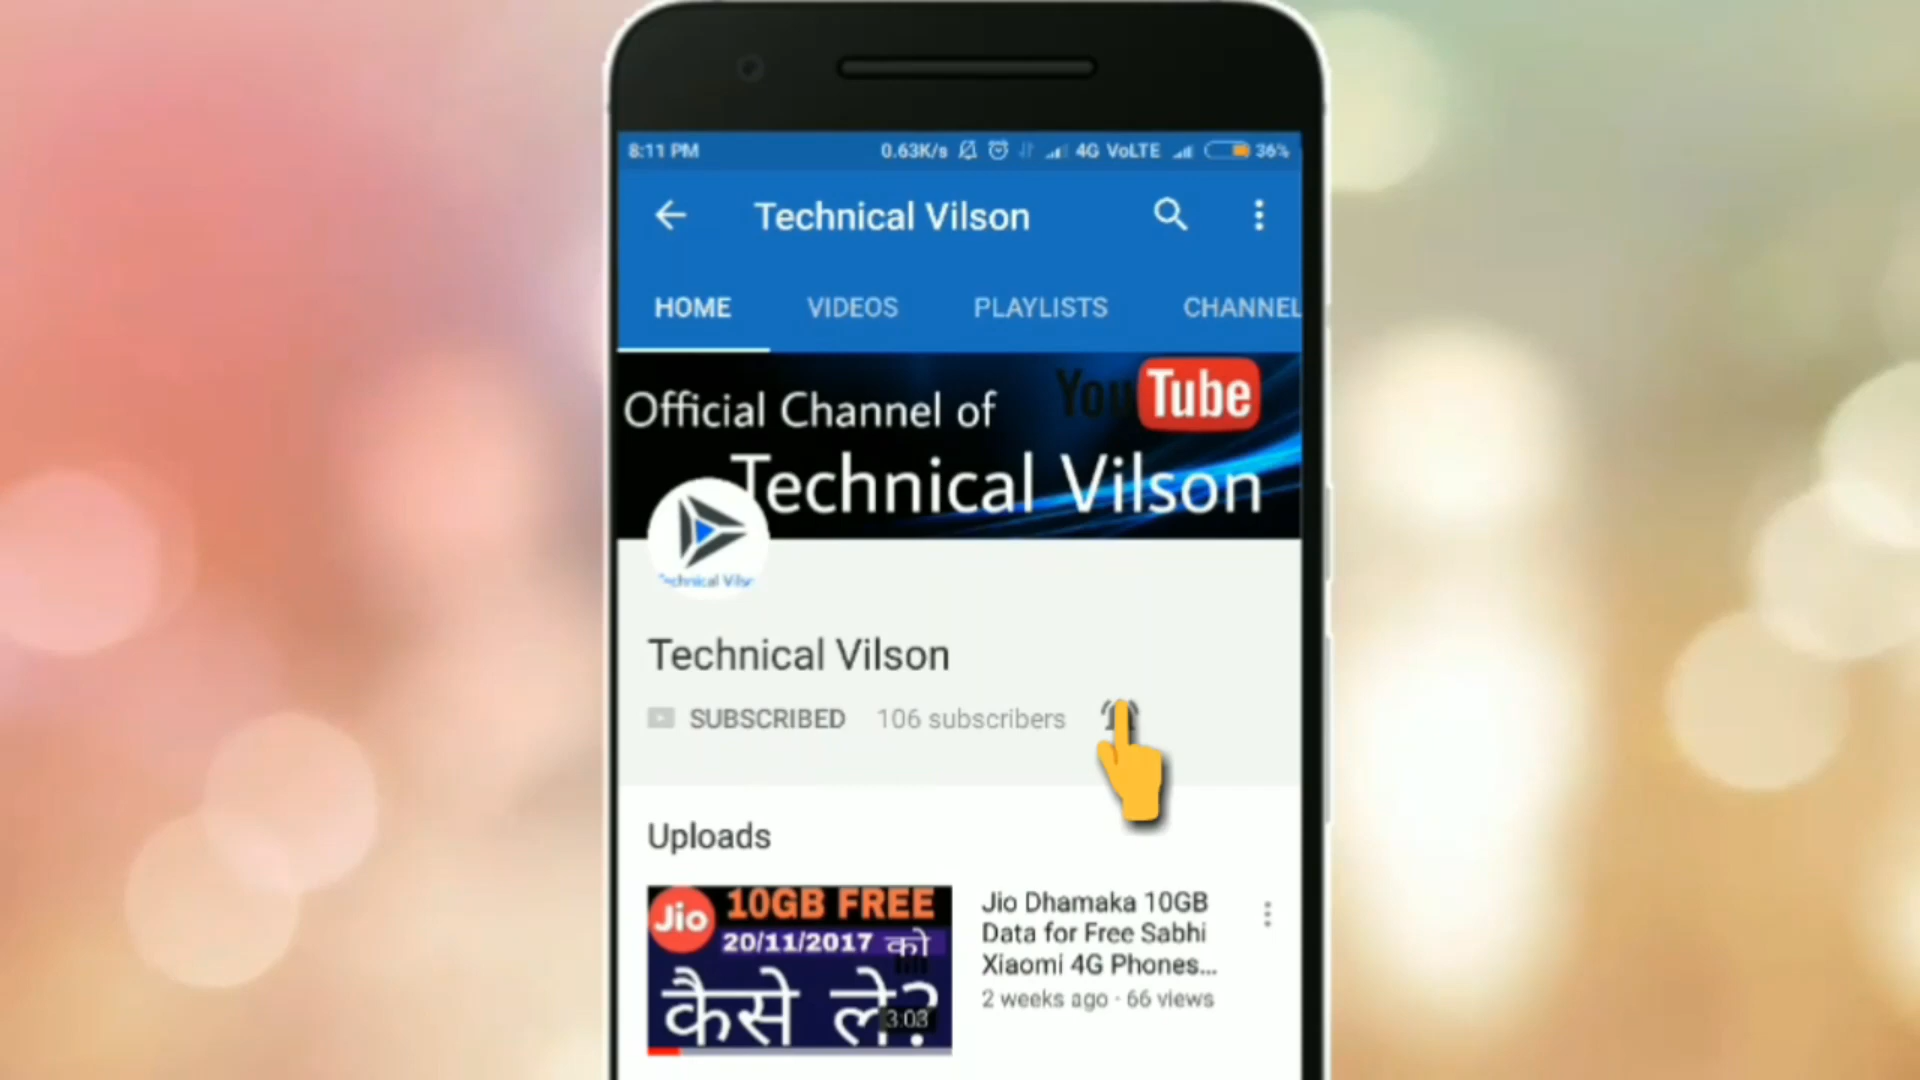 8:11 PM 0.63K/s 4G VoLTE 36%
Technical Vilson
HOME VIDEOS PLAYLISTS CHANNEL
You Tube
Official Channel of
Technical Vilson
Technical Vilson
SUBSCRIBED 106 subscribers
Uploads
Jio 10GB FREE
20/11/2017 को
कैसे ले?
3:03
Jio Dhamaka 10GB
Data for Free Sabhi
Xiaomi 4G Phones...
2 weeks ago · 66 views